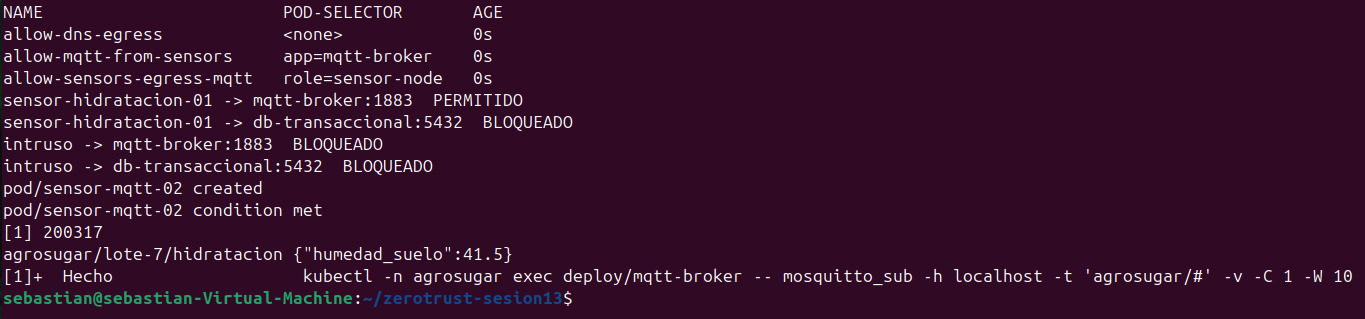 NAME                       POD-SELECTOR       AGE
allow-dns-egress           <none>             0s
allow-mqtt-from-sensors    app=mqtt-broker    0s
allow-sensors-egress-mqtt  role=sensor-node   0s
sensor-hidratacion-01 -> mqtt-broker:1883  PERMITIDO
sensor-hidratacion-01 -> db-transaccional:5432  BLOQUEADO
intruso -> mqtt-broker:1883  BLOQUEADO
intruso -> db-transaccional:5432  BLOQUEADO
pod/sensor-mqtt-02 created
pod/sensor-mqtt-02 condition met
[1] 200317
agrosugar/lote-7/hidratacion {"humedad_suelo":41.5}
[1]+  Hecho                   kubectl -n agrosugar exec deploy/mqtt-broker -- mosquitto_sub -h localhost -t 'agrosugar/#' -v -C 1 -W 10
sebastian@sebastian-Virtual-Machine:~/zerotrust-sesion13$